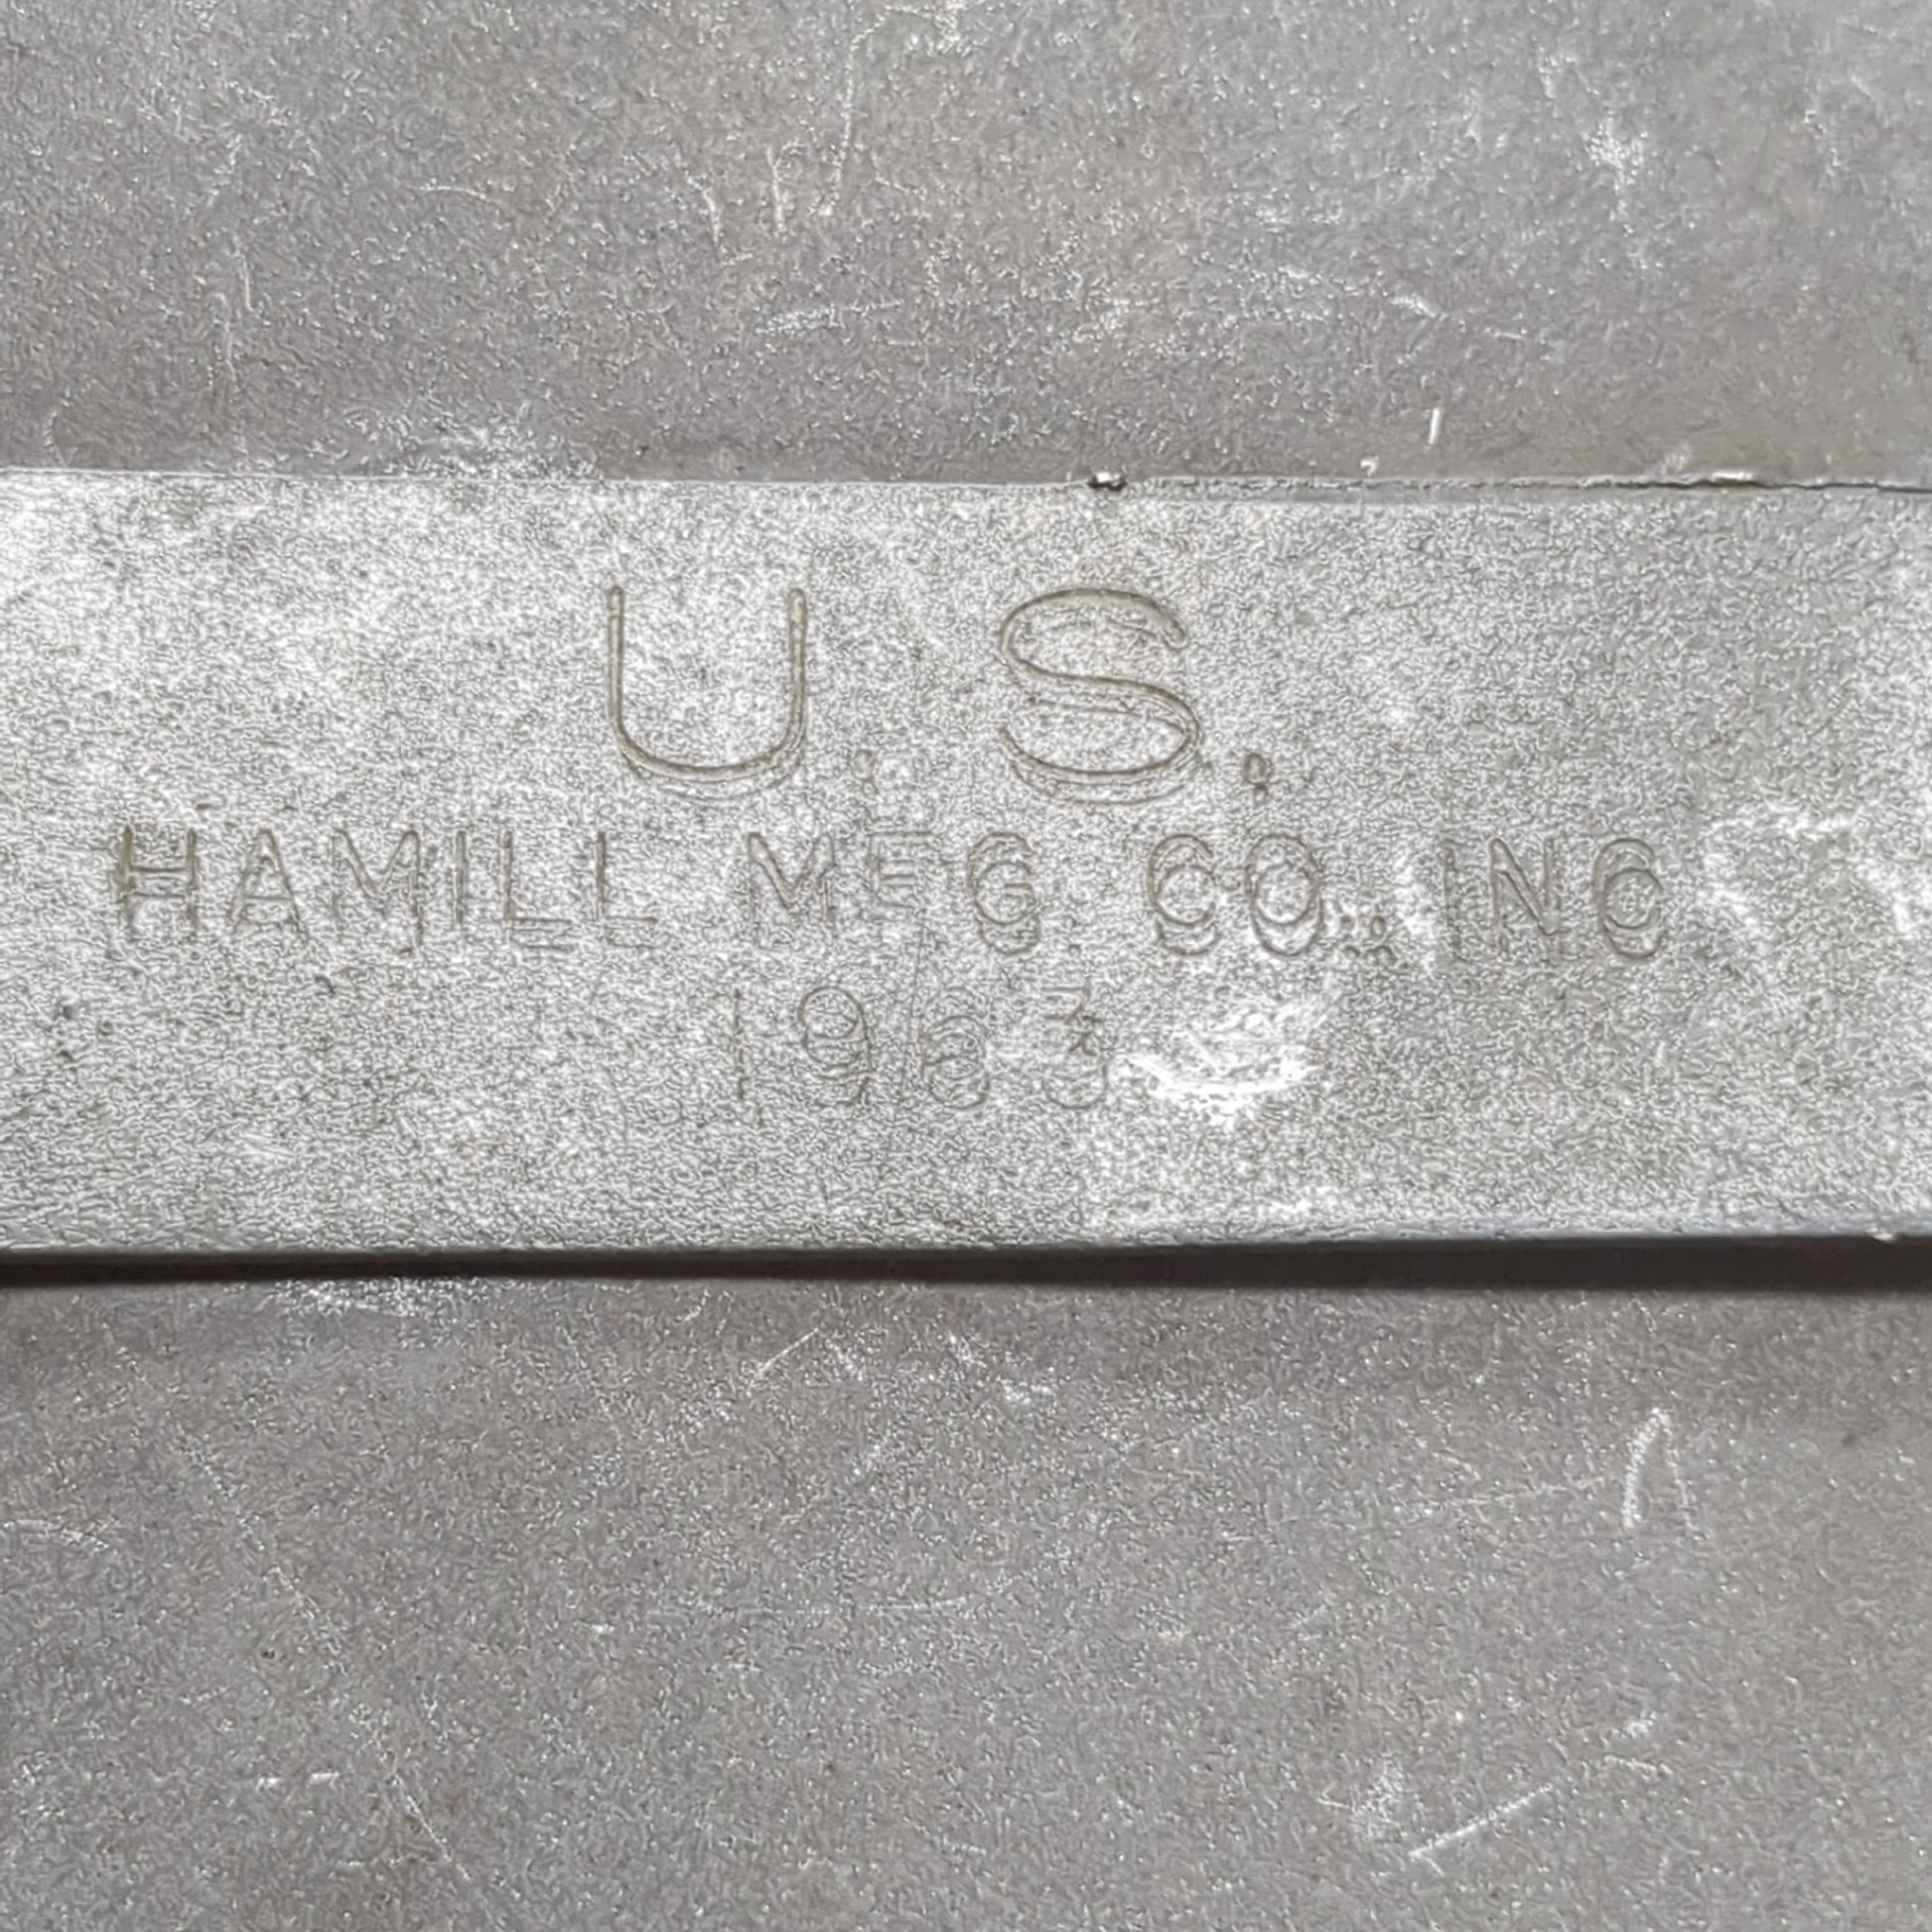 U. S.
HAMILL MFG. CO., INC.
1963